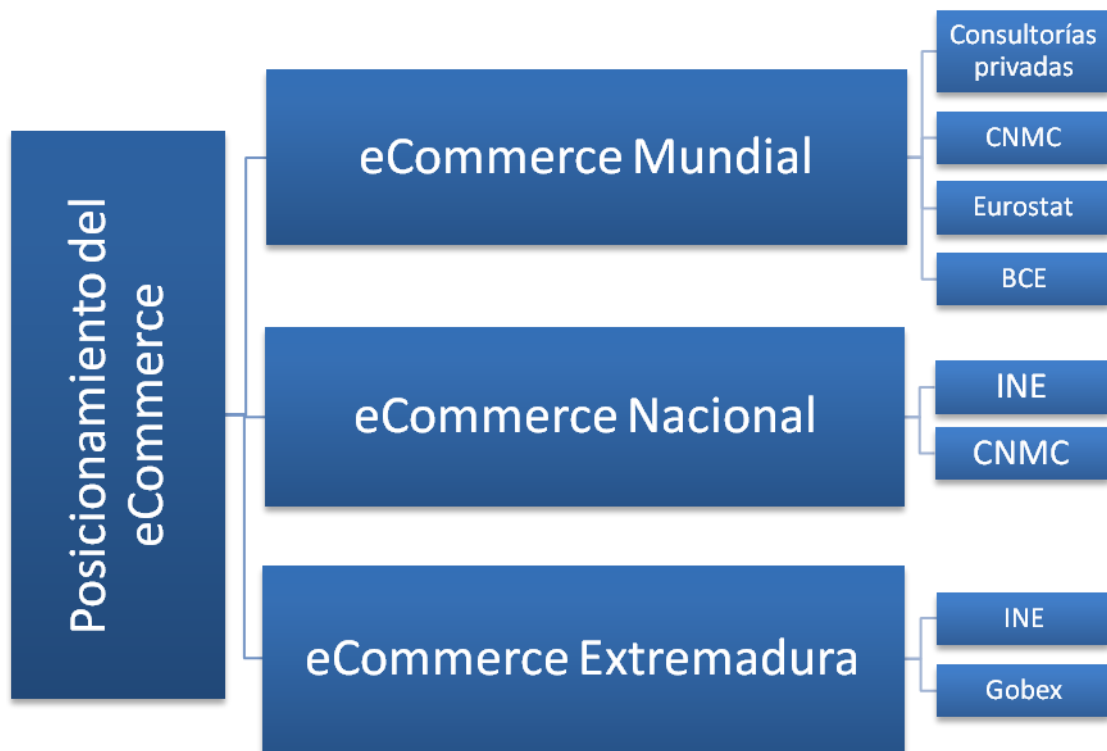 Posicionamiento del
eCommerce
eCommerce Mundial
Consultorías
privadas
CNMC
Eurostat
BCE
eCommerce Nacional
INE
CNMC
eCommerce Extremadura
INE
Gobex